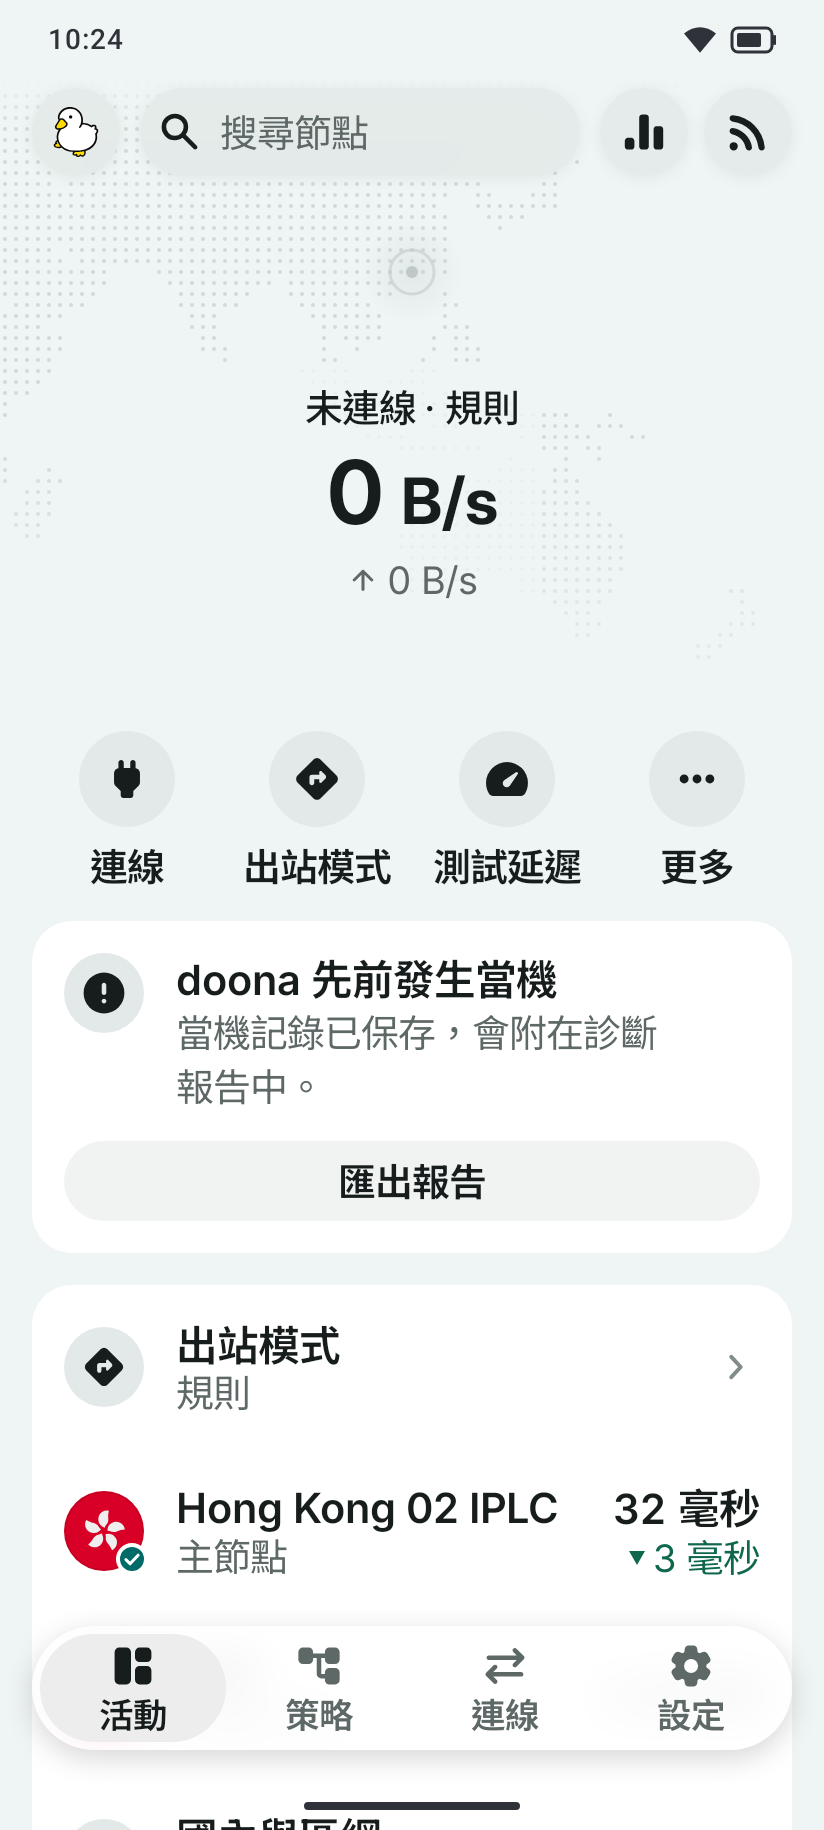 10:24
搜尋節點
未連線 · 規則
0 B/s
↑ 0 B/s
連線
出站模式
測試延遲
更多
doona 先前發生當機
當機記錄已保存，會附在診斷
報告中。
匯出報告
出站模式
規則
Hong Kong 02 IPLC
32 毫秒
主節點
▼3 毫秒
活動
策略
連線
設定